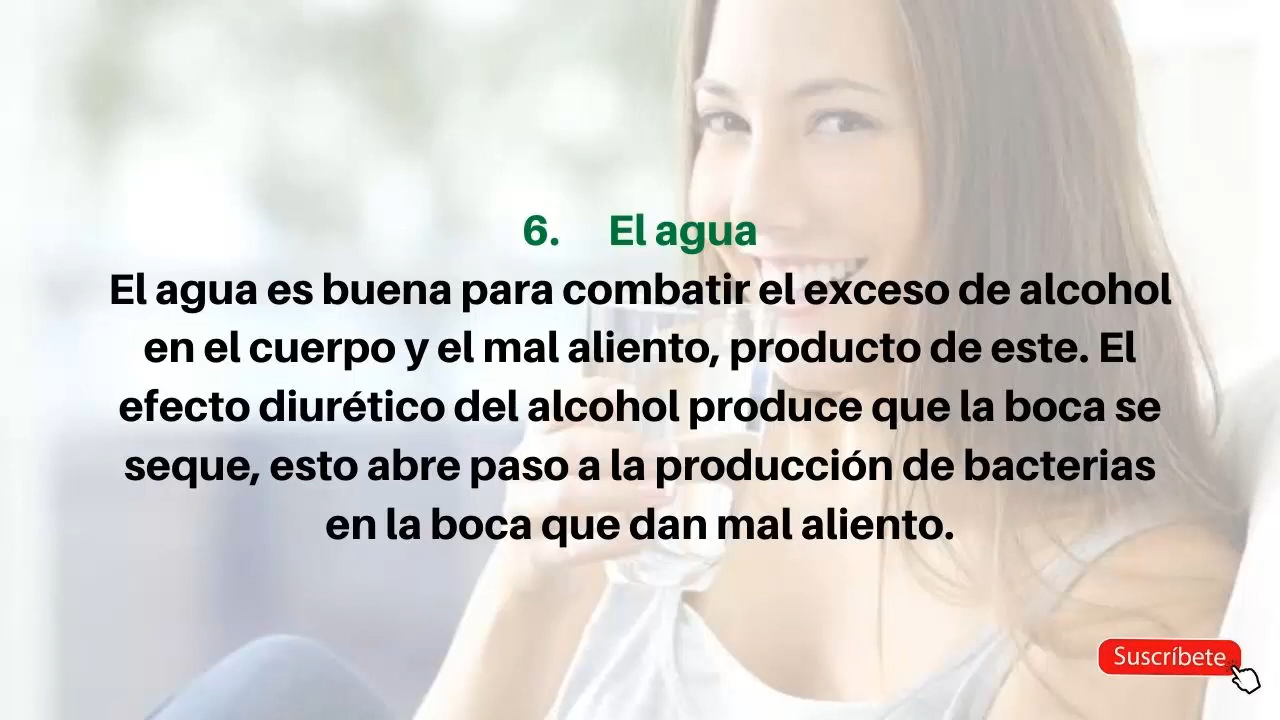 6. El agua
El agua es buena para combatir el exceso de alcohol
en el cuerpo y el mal aliento, producto de este. El
efecto diurético del alcohol produce que la boca se
seque, esto abre paso a la producción de bacterias
en la boca que dan mal aliento.
Suscríbete